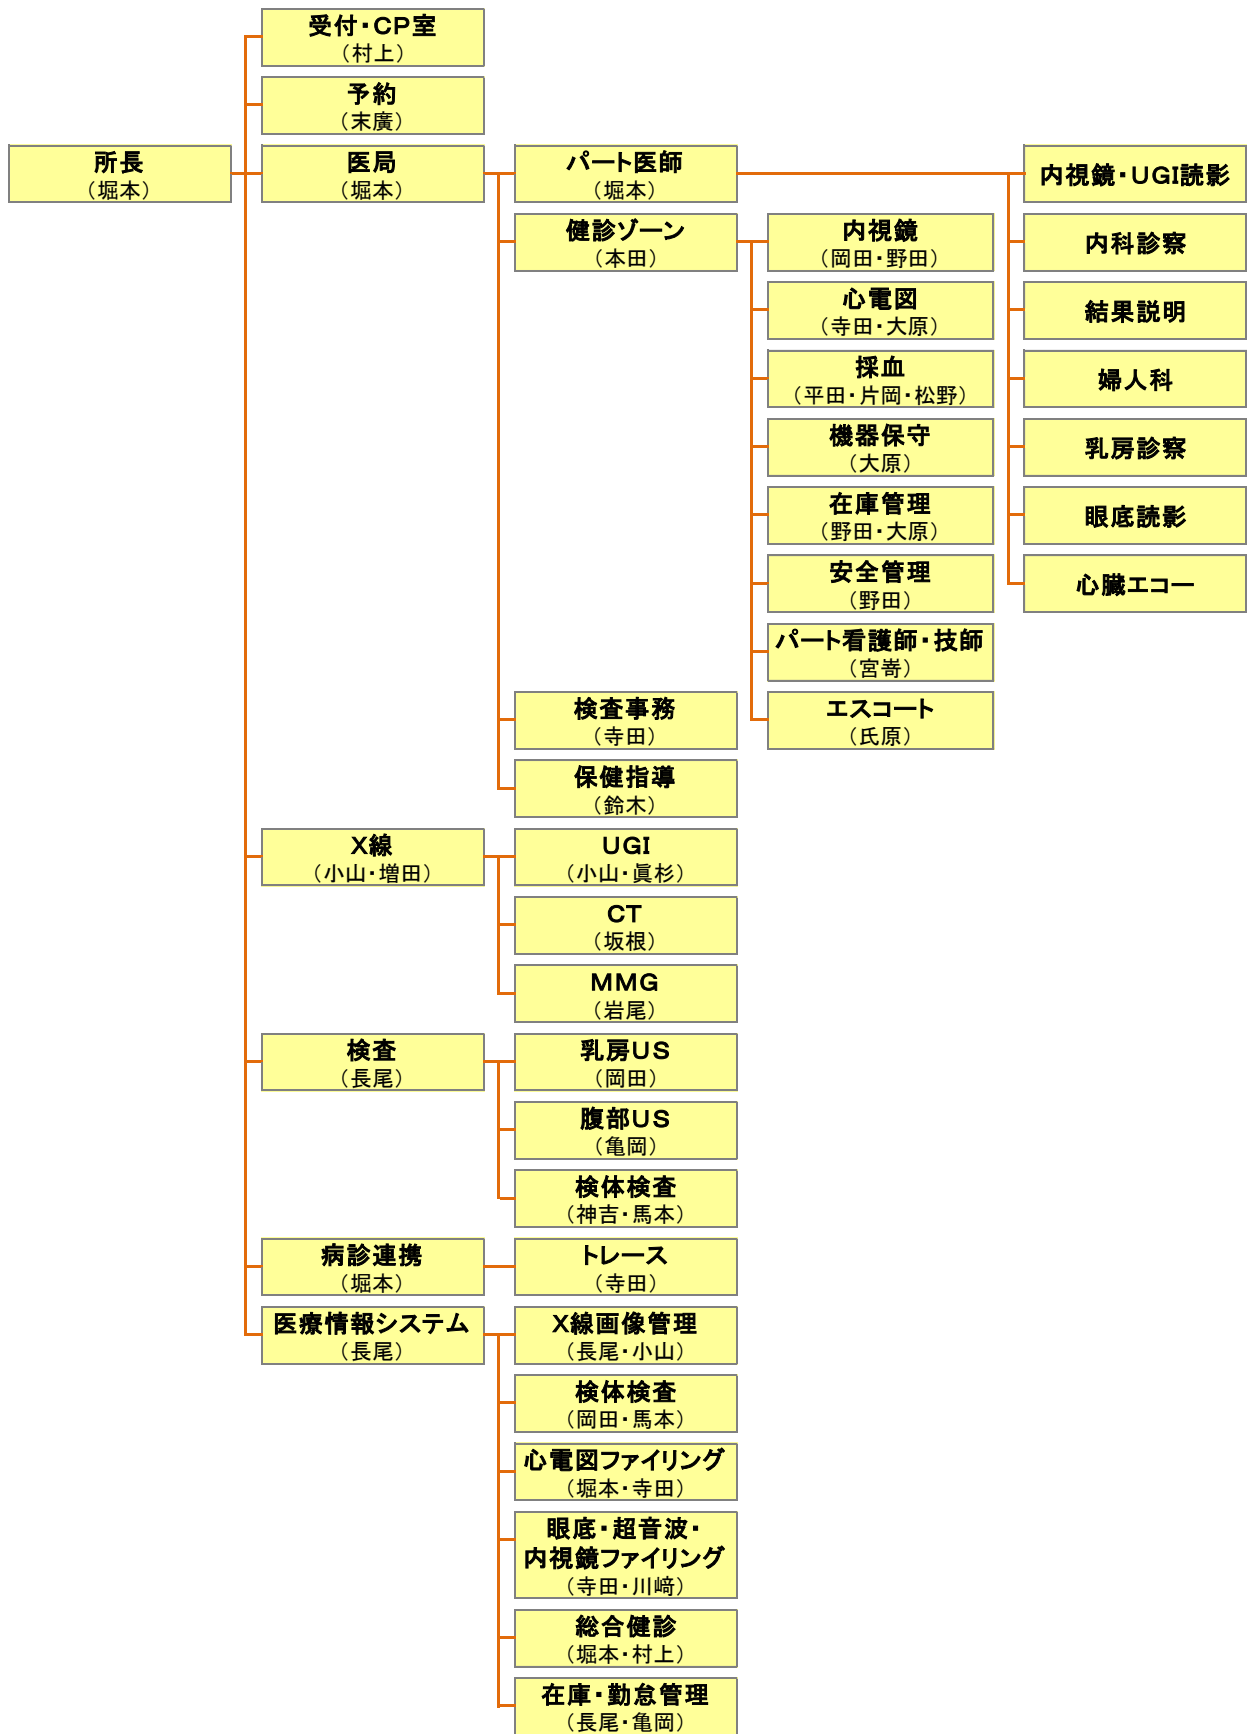 受付・CP室
（村上）
予約
（末廣）
所長
（堀本）
医局
（堀本）
パート医師
（堀本）
内視鏡・UGI読影
健診ゾーン
（本田）
内視鏡
（岡田・野田）
内科診察
心電図
（寺田・大原）
結果説明
採血
（平田・片岡・松野）
婦人科
機器保守
（大原）
乳房診察
在庫管理
（野田・大原）
眼底読影
安全管理
（野田）
心臓エコー
パート看護師・技師
（宮嵜）
検査事務
（寺田）
エスコート
（氏原）
保健指導
（鈴木）
X線
（小山・増田）
UGI
（小山・眞杉）
CT
（坂根）
MMG
（岩尾）
検査
（長尾）
乳房US
（岡田）
腹部US
（亀岡）
検体検査
（神吉・馬本）
病診連携
（堀本）
トレース
（寺田）
医療情報システム
（長尾）
X線画像管理
（長尾・小山）
検体検査
（岡田・馬本）
心電図ファイリング
（堀本・寺田）
眼底・超音波・
内視鏡ファイリング
（寺田・川﨑）
総合健診
（堀本・村上）
在庫・勤怠管理
（長尾・亀岡）